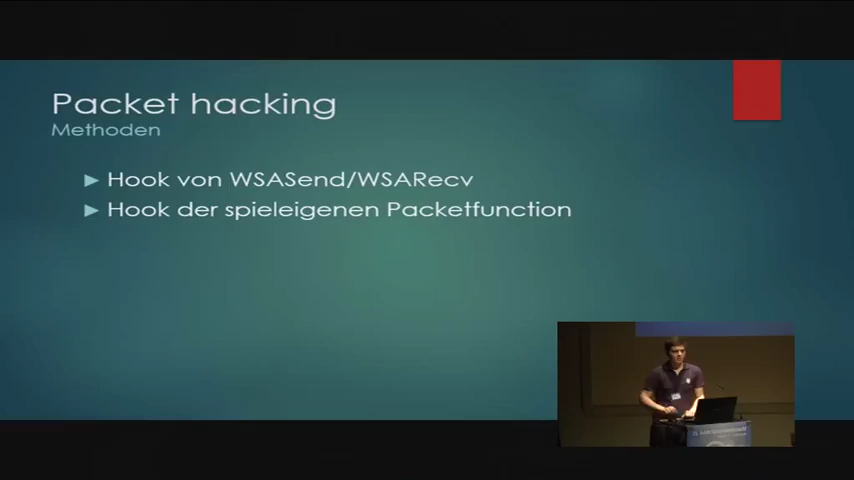 Packet hacking
Methoden
Hook von WSASend/WSARecv
Hook der spieleigenen Packetfunction